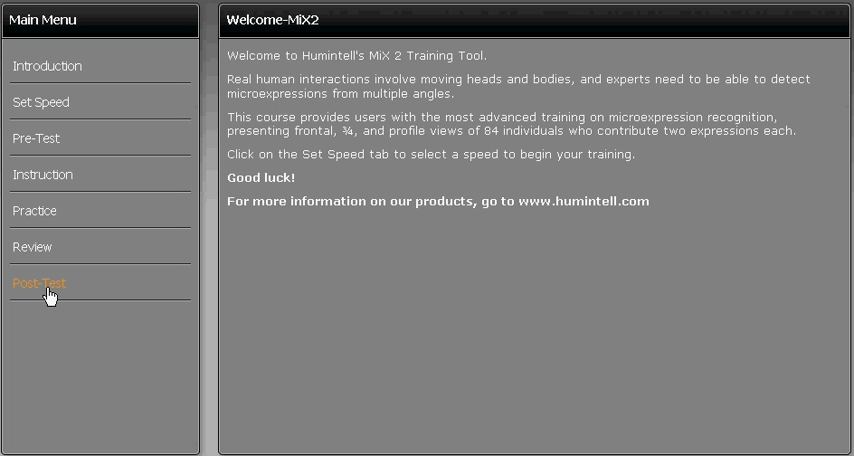 Main Menu
Introduction
Set Speed
Pre-Test
Instruction
Practice
Review
Post-Test
Welcome-MiX2
Welcome to Humintell's MiX 2 Training Tool.
Real human interactions involve moving heads and bodies, and experts need to be able to detect
microexpressions from multiple angles.
This course provides users with the most advanced training on microexpression recognition,
presenting frontal, ¾, and profile views of 84 individuals who contribute two expressions each.
Click on the Set Speed tab to select a speed to begin your training.
Good luck!
For more information on our products, go to www.humintell.com